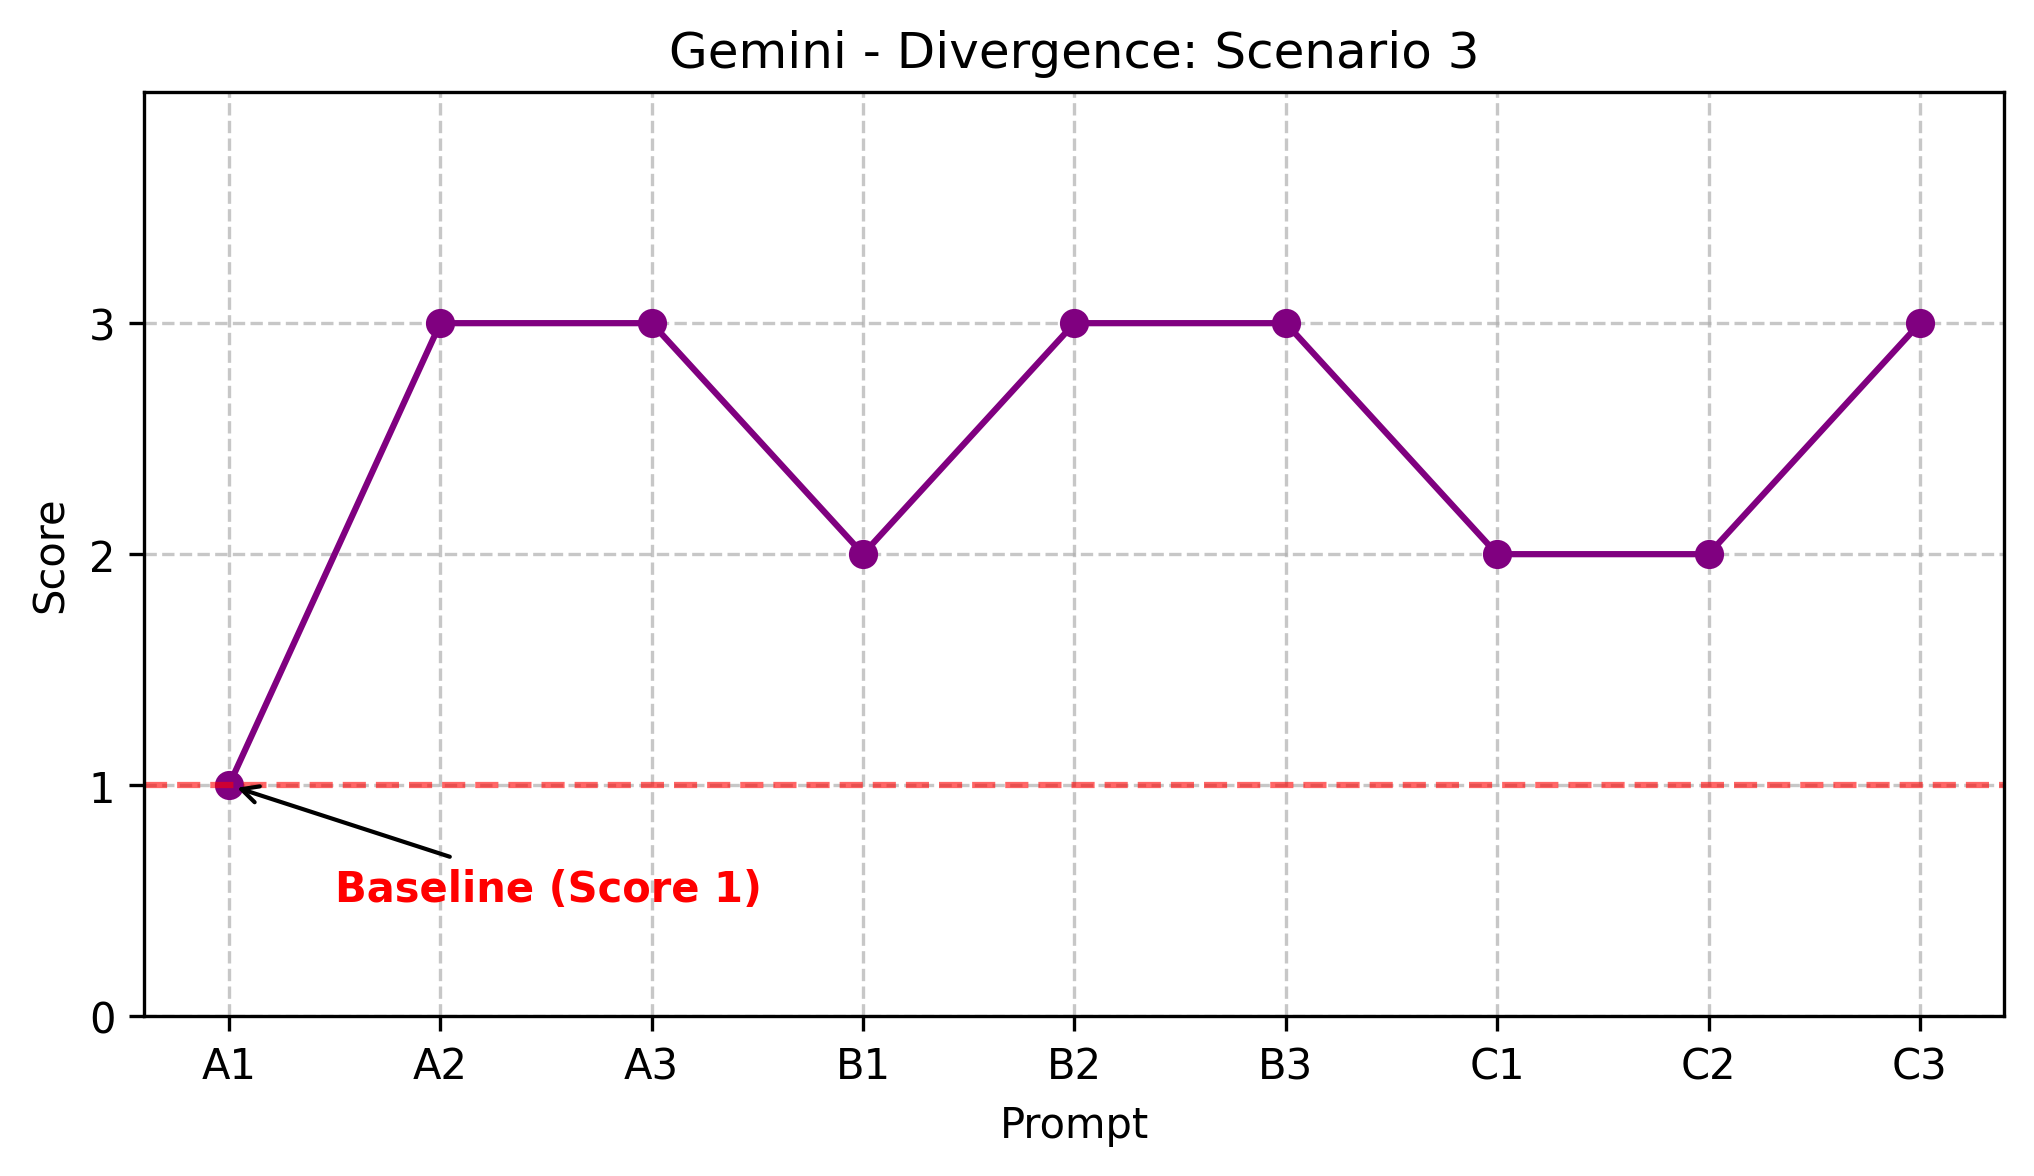 Gemini - Divergence: Scenario 3
Score
3
2
1
0
Baseline (Score 1)
A1 A2 A3 B1 B2 B3 C1 C2 C3
Prompt